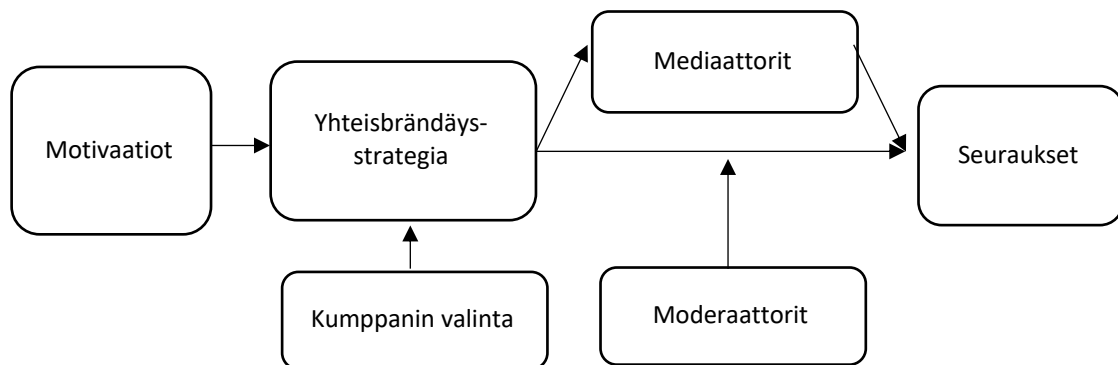 Motivaatiot
Yhteisbrändäys-
strategia
Mediaattorit
Seuraukset
Kumppanin valinta
Moderaattorit